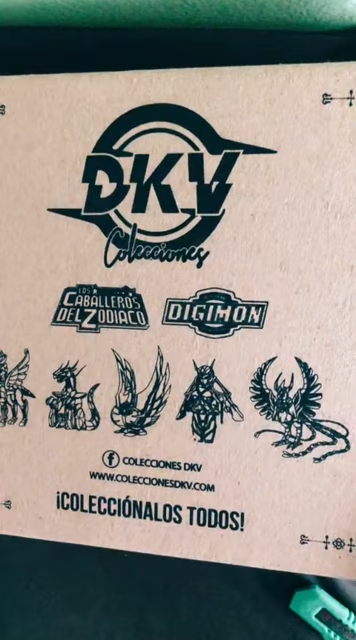 DKV
Colecciones
LOS
CABALLEROS
DEL ZODIACO
DIGIMON
f COLECCIONES DKV
WWW.COLECCIONESDKV.COM
¡COLECCIÓNALOS TODOS!